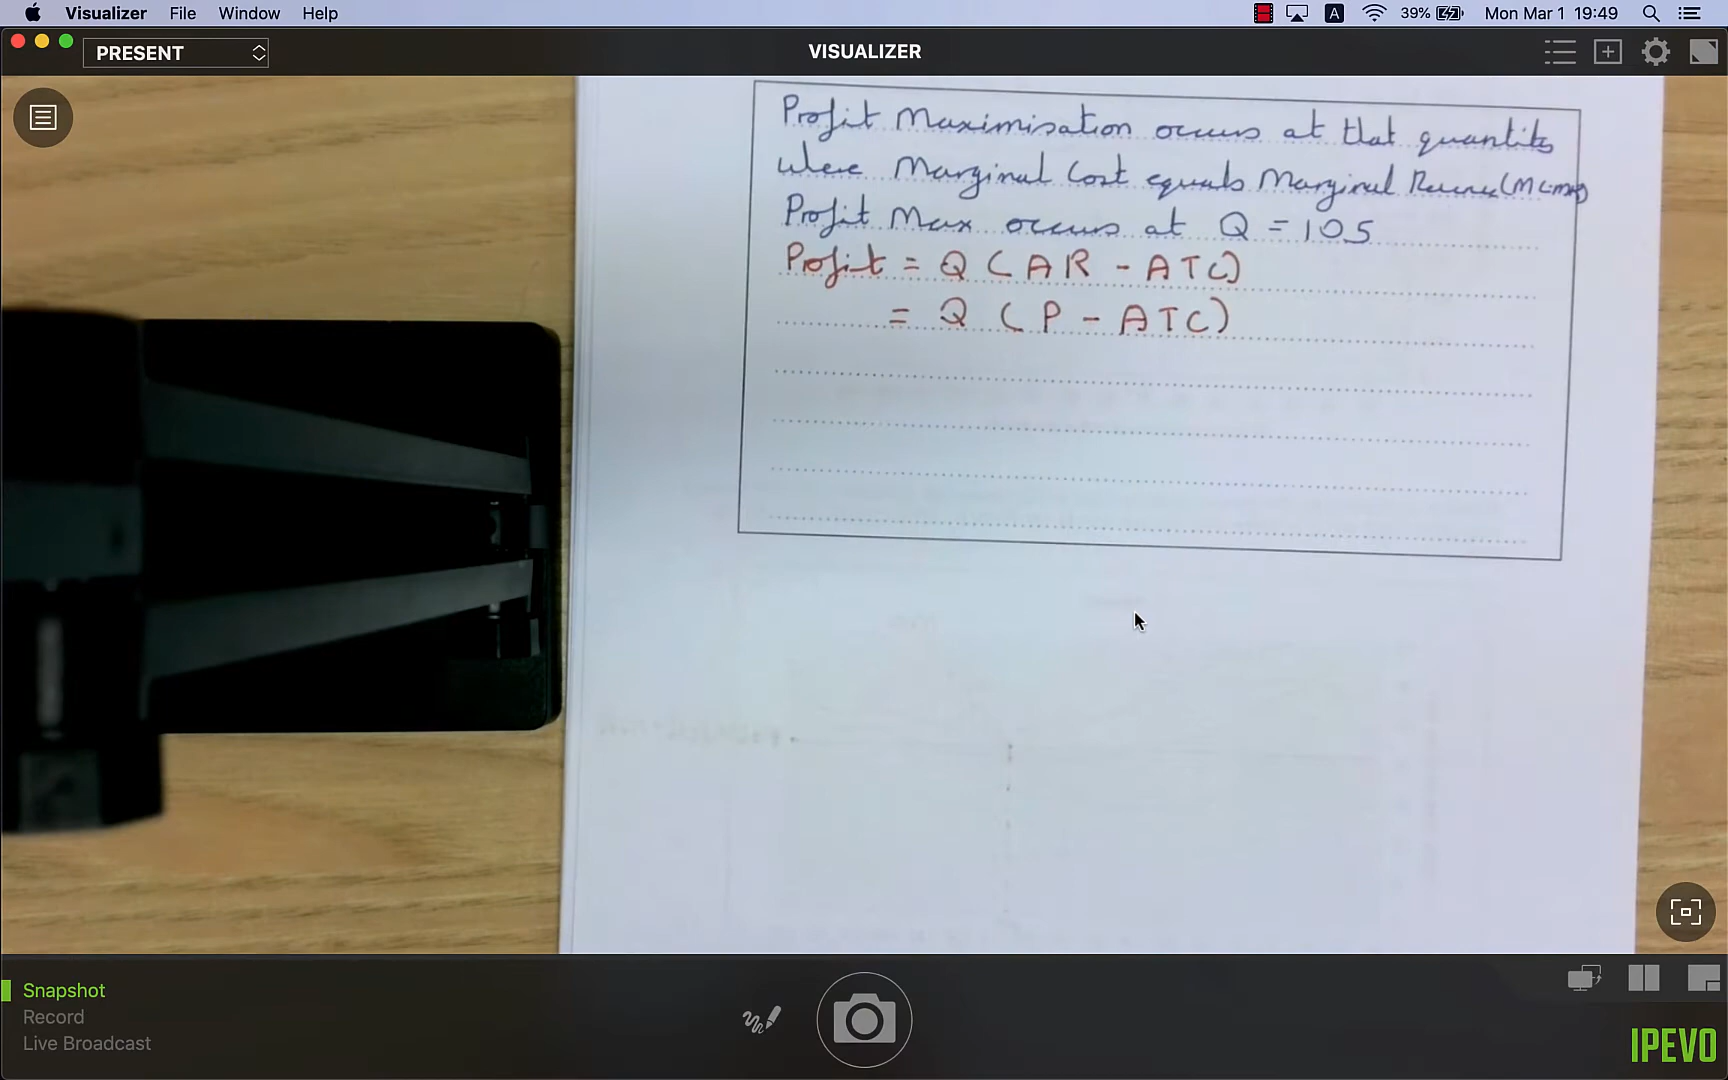 Visualizer File Window Help A 39% Mon Mar 1 19:49
PRESENT VISUALIZER
Profit Maximisation occurs at that quantity
where Marginal Cost equals Marginal Revenue (MC=MR)
Profit Max occurs at Q = 105
Profit = Q (AR - ATC)
= Q (P - ATC)
Snapshot
Record
Live Broadcast
IPEVO